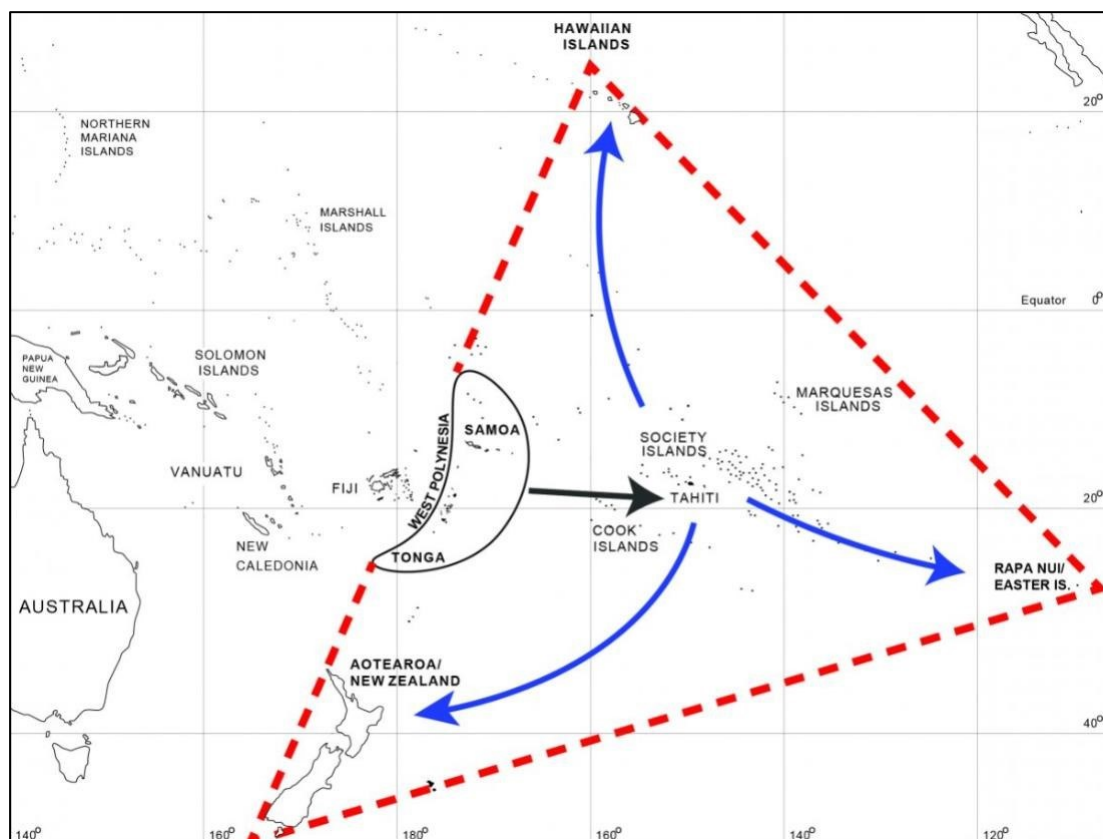 HAWAIIAN
ISLANDS
20°
NORTHERN
MARIANA
ISLANDS
MARSHALL
ISLANDS
Equator 0°
SOLOMON
ISLANDS
PAPUA
NEW
GUINEA
MARQUESAS
ISLANDS
WEST POLYNESIA
SAMOA
SOCIETY
ISLANDS
VANUATU
FIJI
TAHITI
20°
COOK
ISLANDS
NEW
CALEDONIA
TONGA
RAPA NUI/
EASTER IS.
AUSTRALIA
AOTEAROA/
NEW ZEALAND
40°
140°
160°
180°
160°
140°
120°